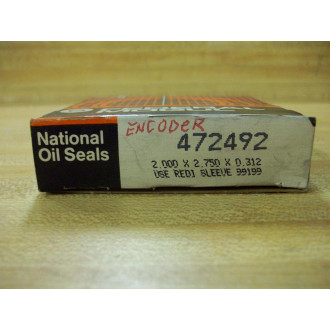 National
Oil Seals
ENCODER
472492
2.000 X 2.750 X 0.312
USE REDI SLEEVE 99199